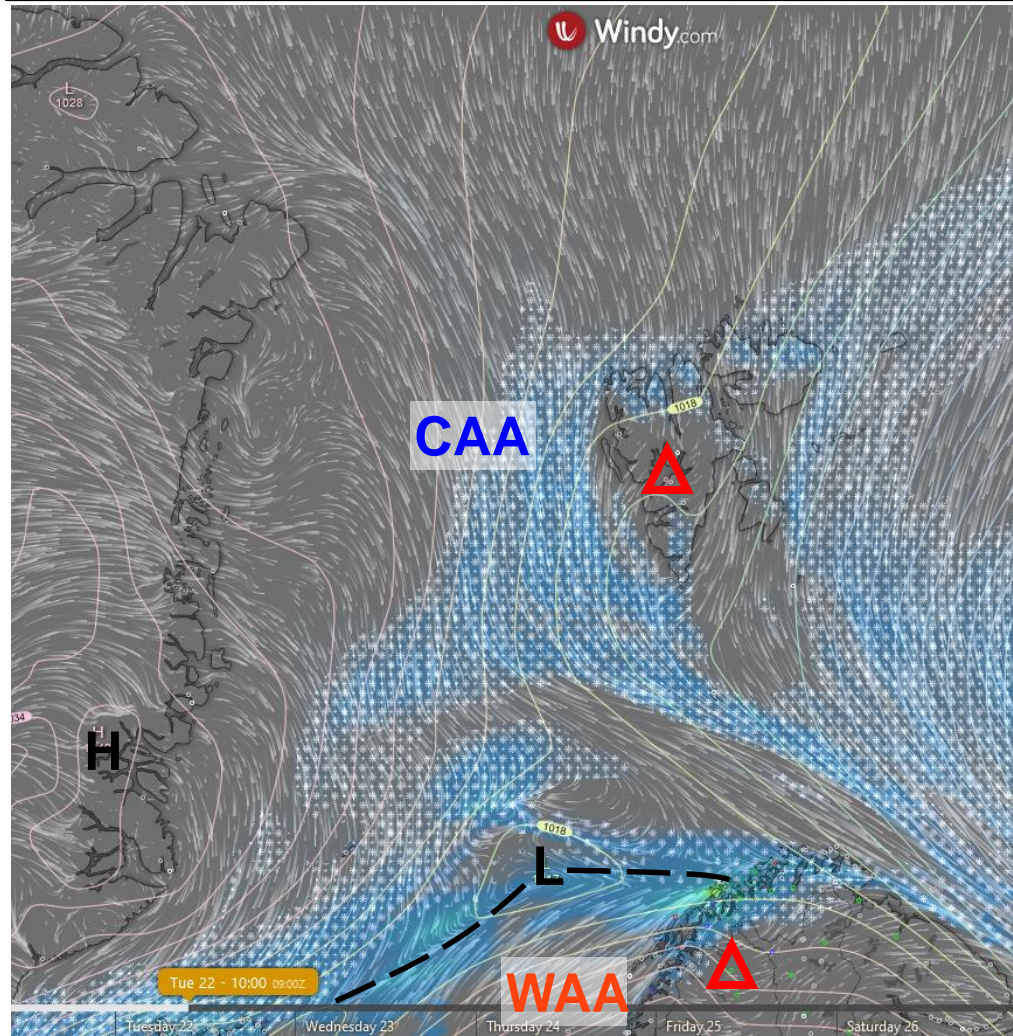 Windy.com
L
1028
1018
CAA
034
H
1018
L
Tue 22 - 10:00 09:00Z
WAA
Tuesday 22
Wednesday 23
Thursday 24
Friday 25
Saturday 26